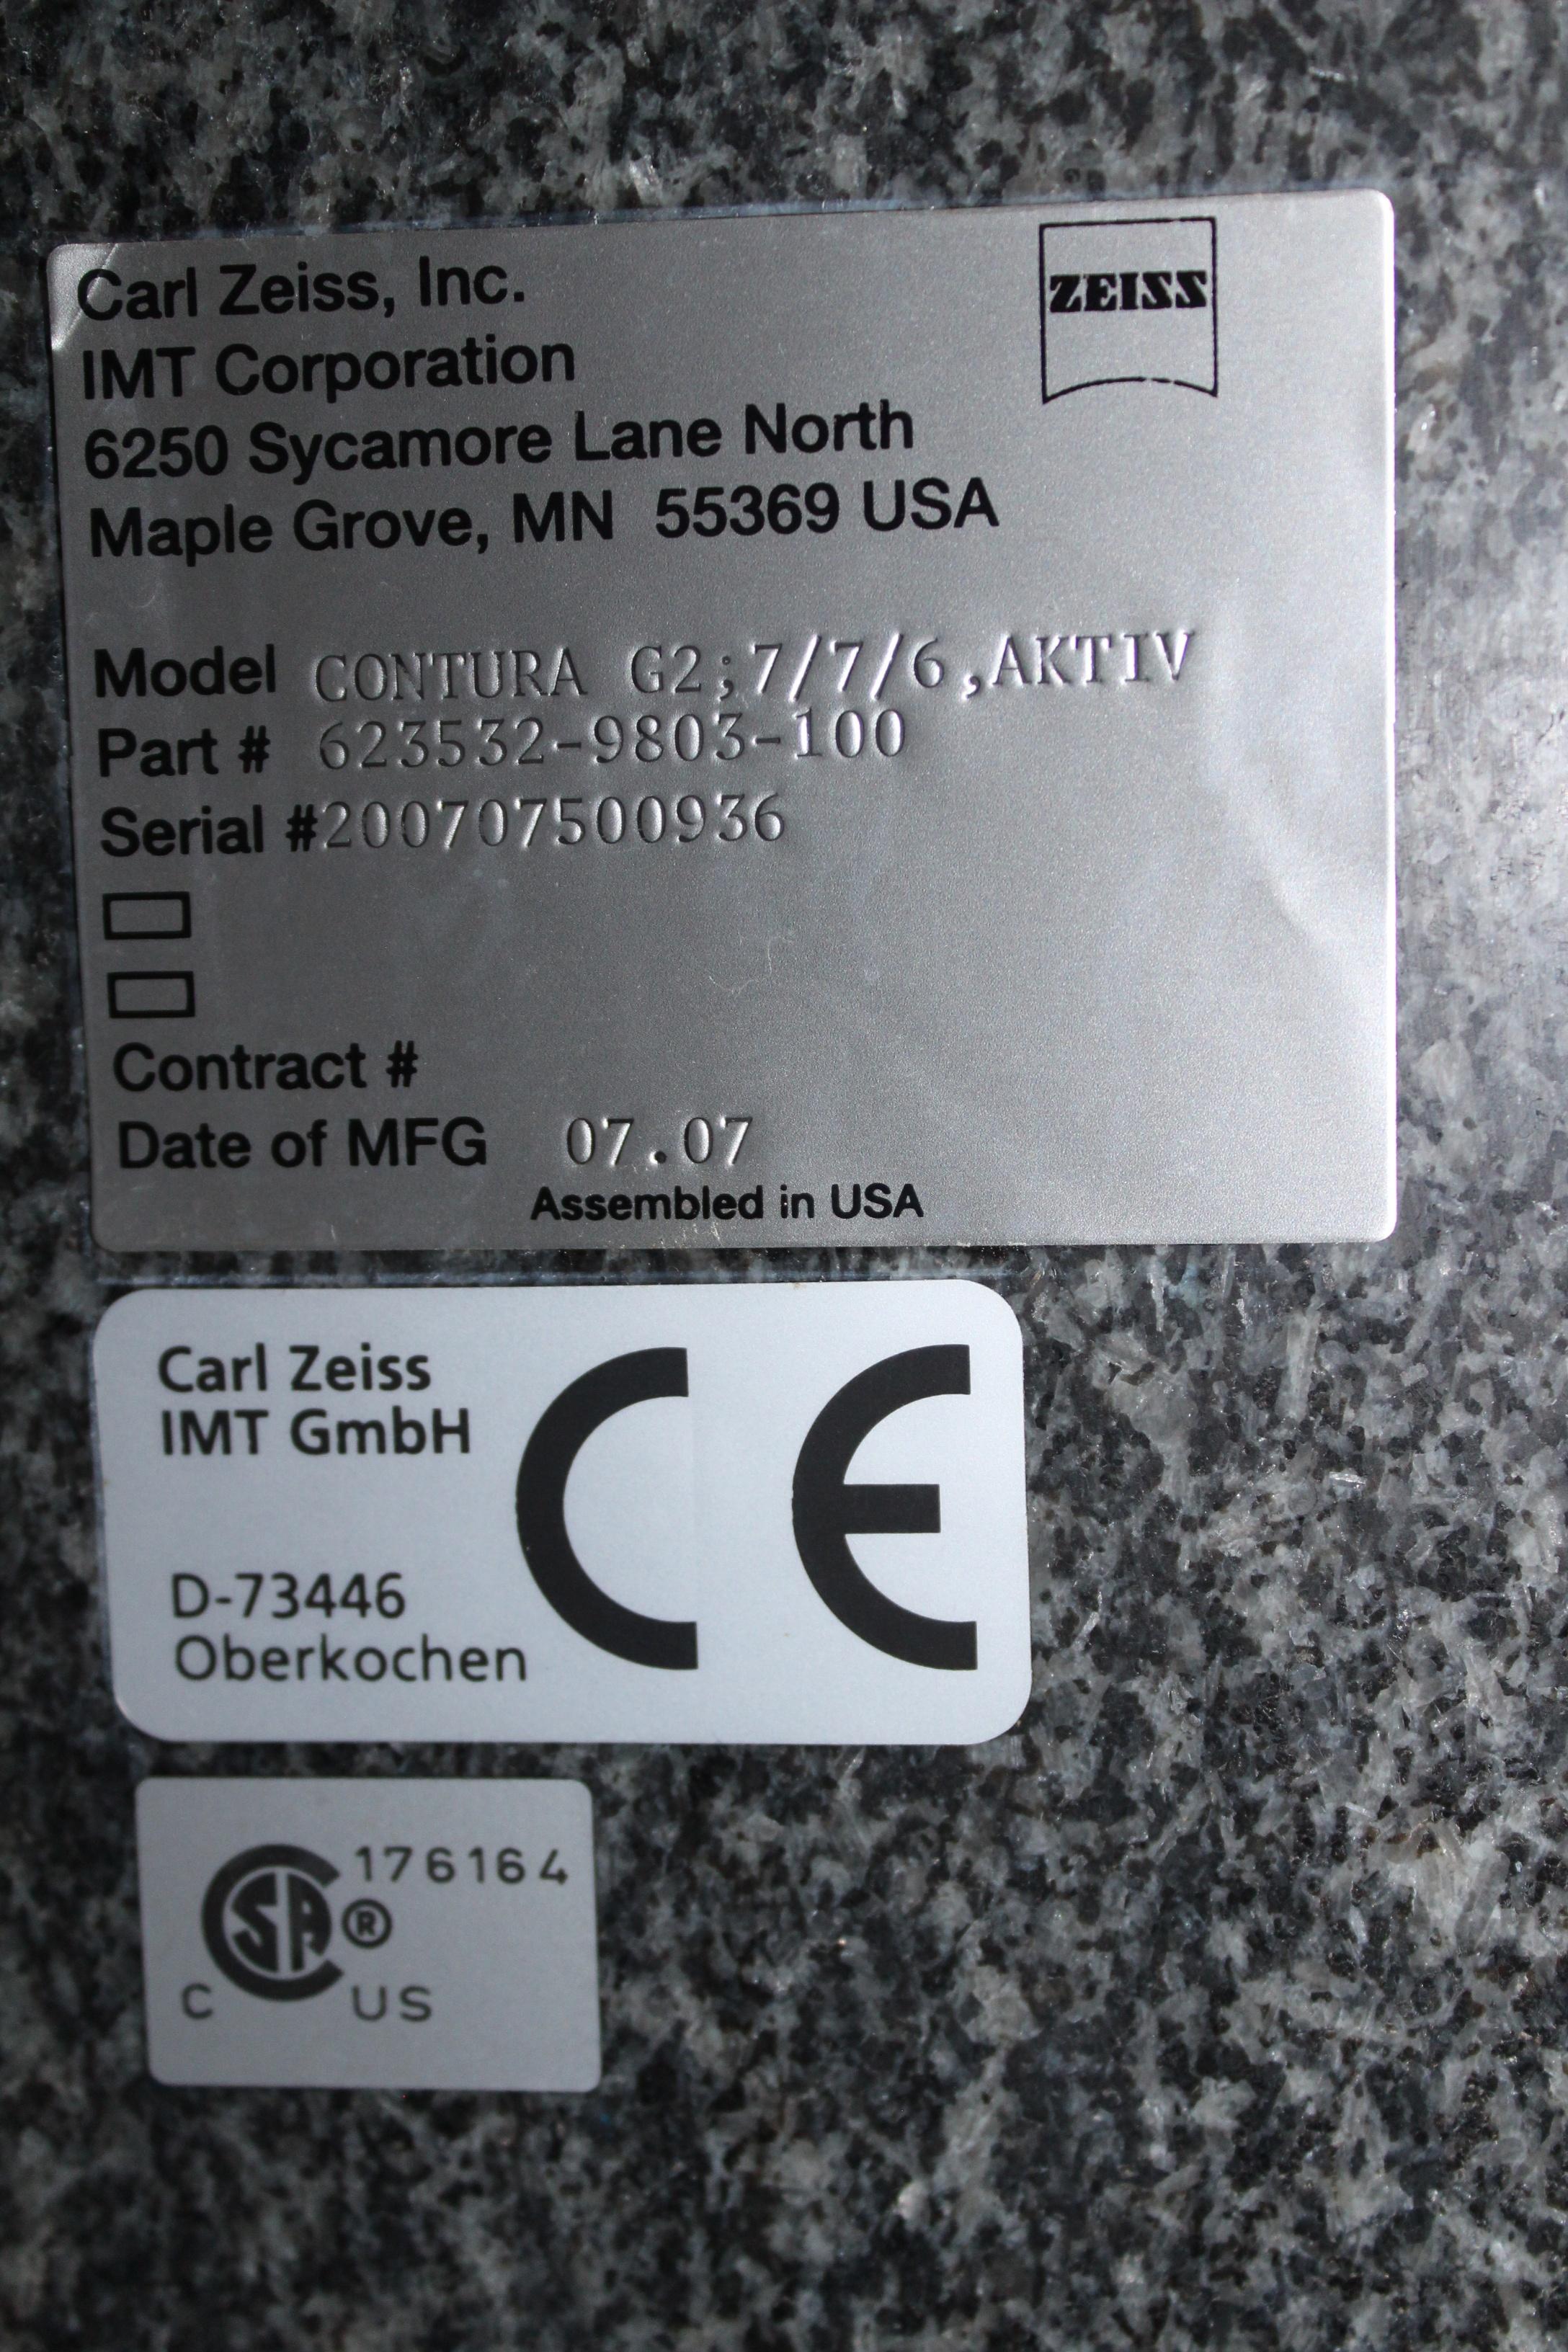 Carl Zeiss, Inc.
ZEISS
IMT Corporation
6250 Sycamore Lane North
Maple Grove, MN 55369 USA
Model CONTURA G2;7/7/6,AKTIV
Part # 623532-9803-100
Serial #200707500936
Contract #
Date of MFG 07.07
Assembled in USA
Carl Zeiss
IMT GmbH
CE
D-73446
Oberkochen
176164
CSA ®
C US